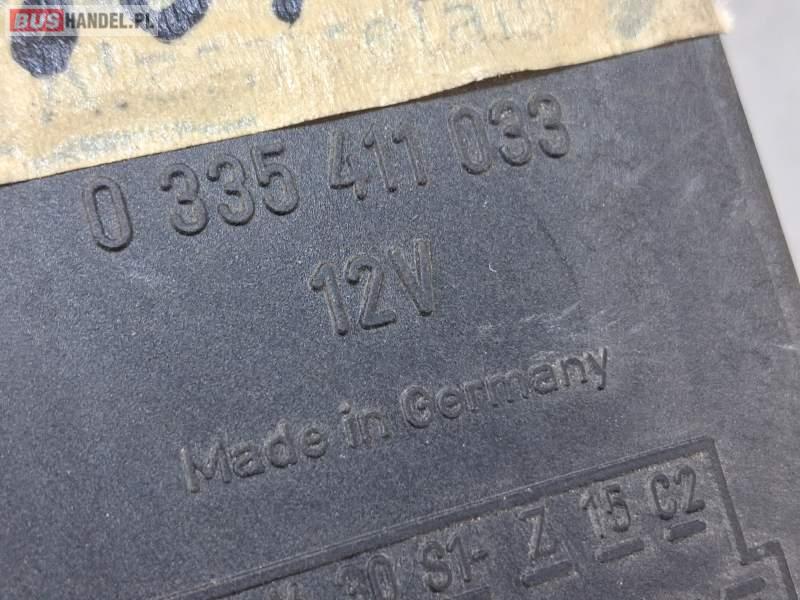 BUSHANDEL.PL
0 335 411 033
12V
Made in Germany
30 S1- Z 15 C2